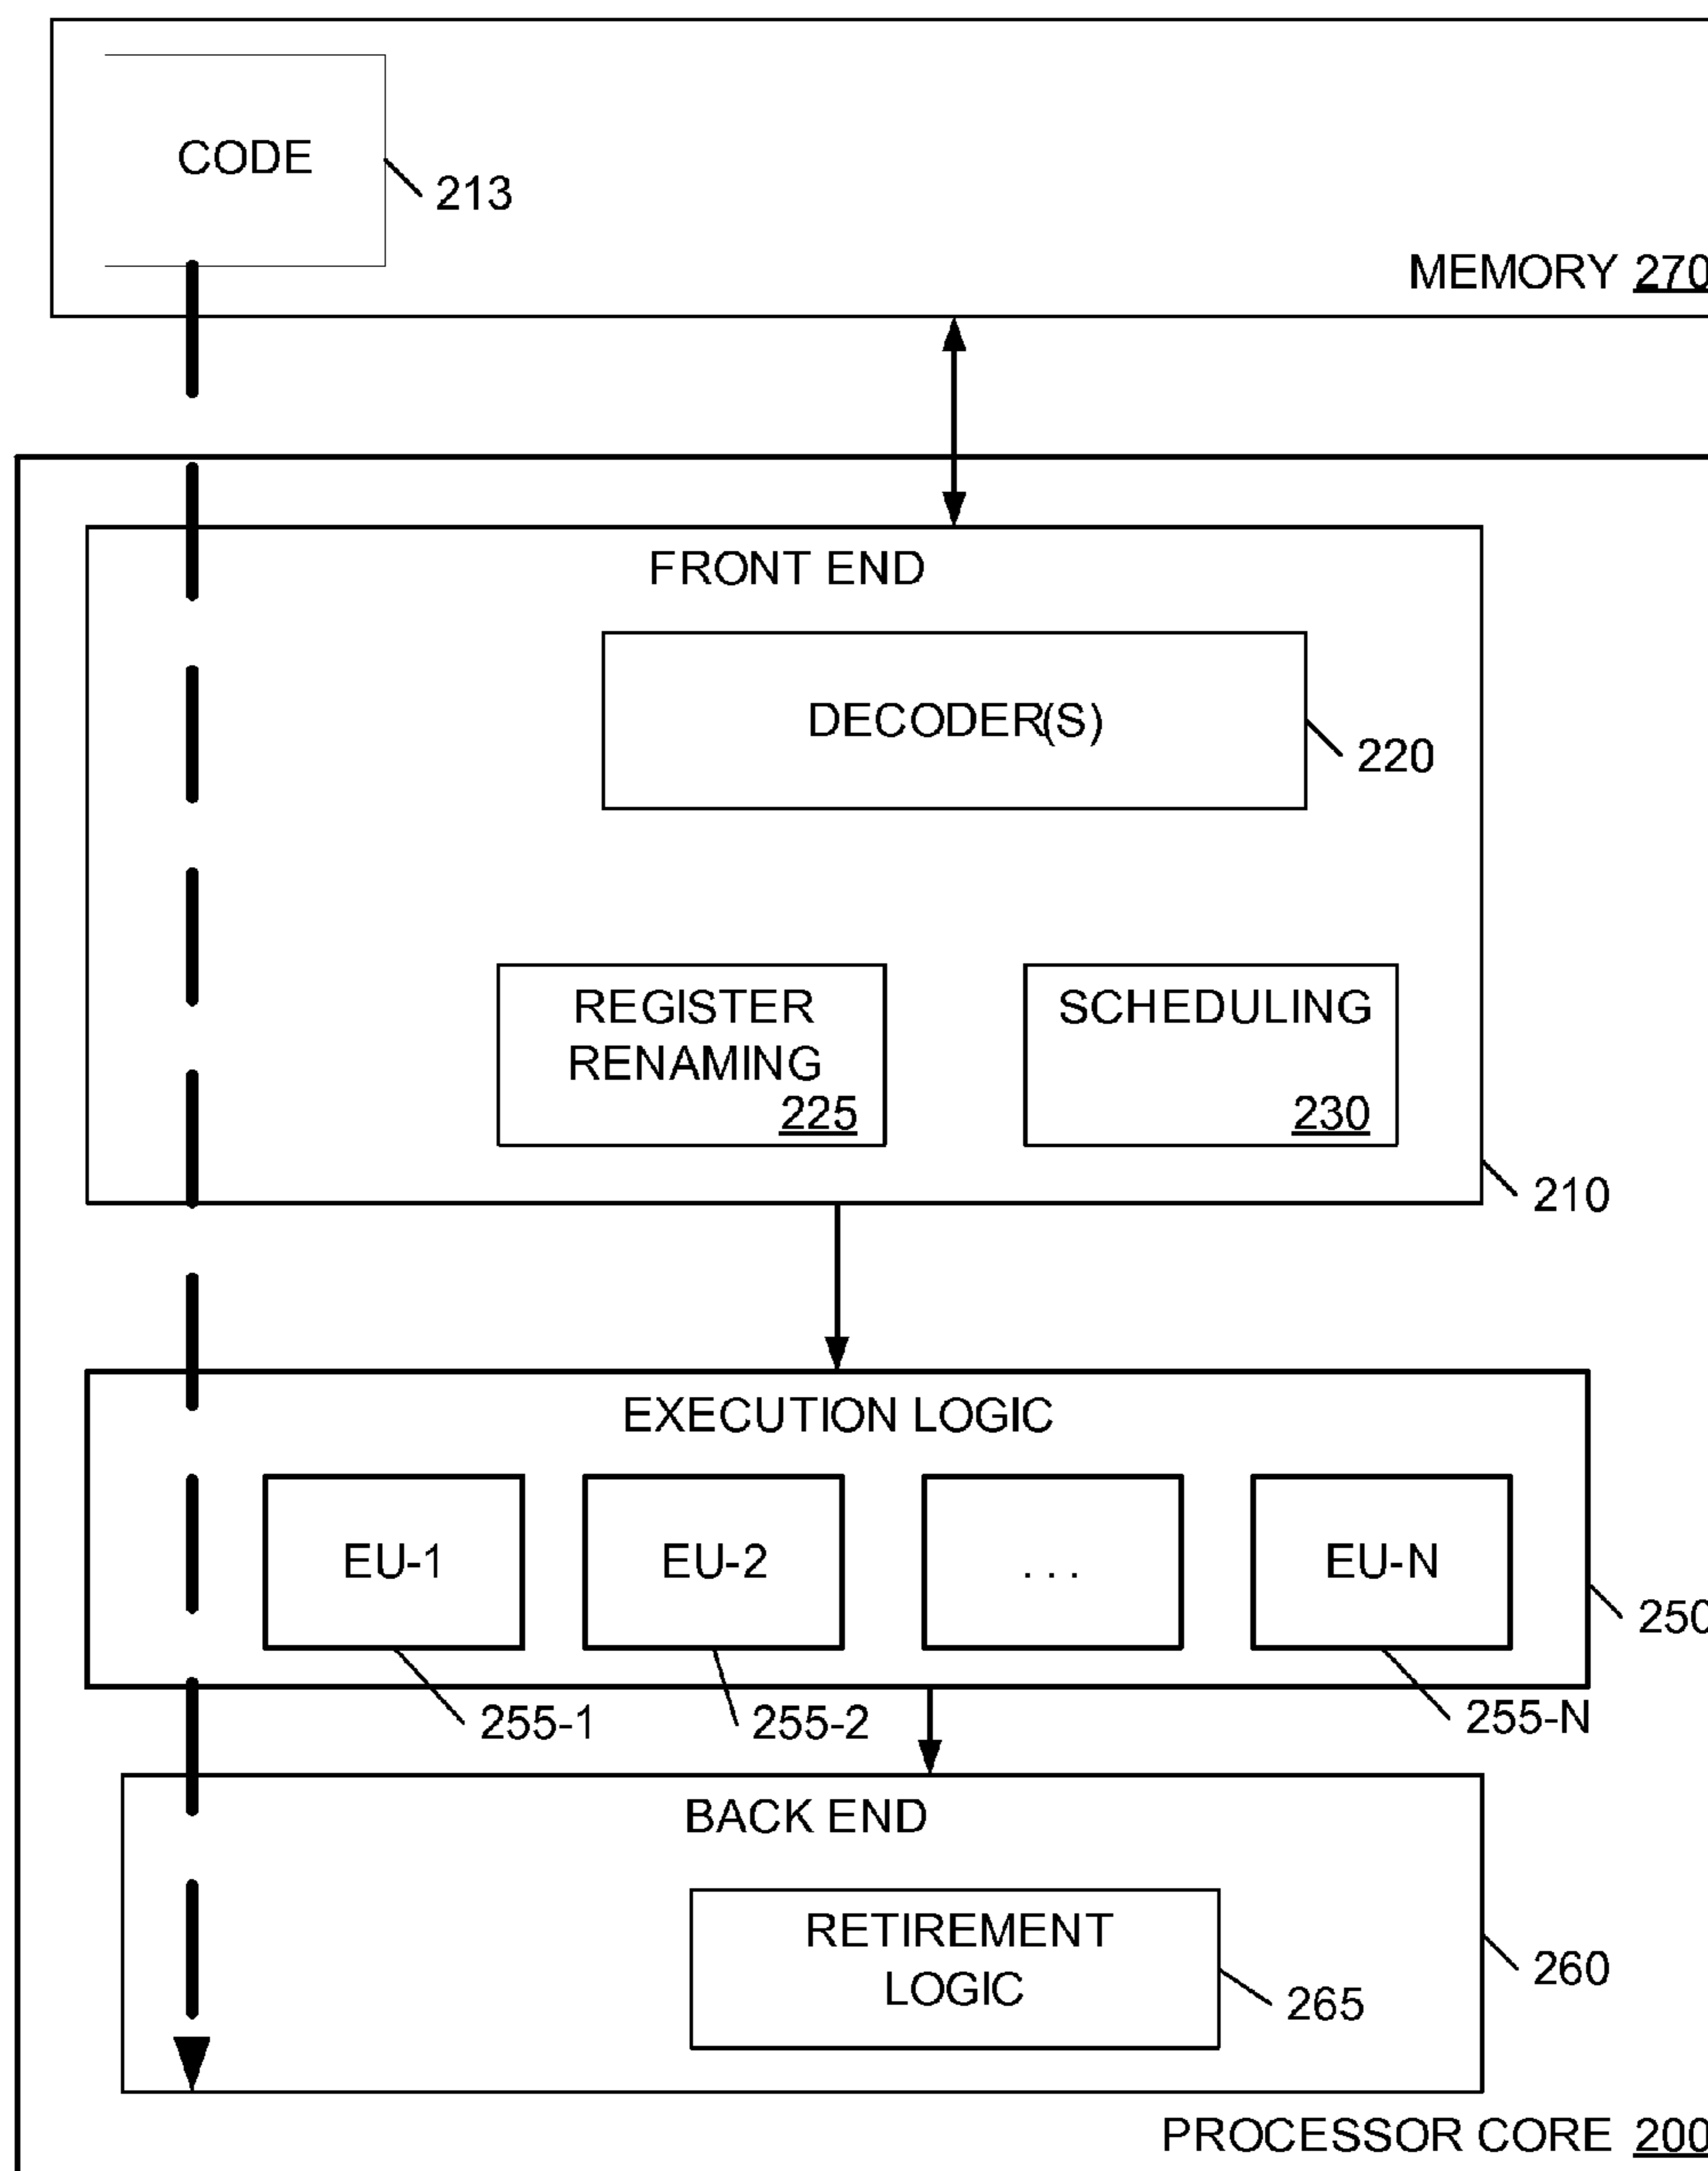 CODE
213
MEMORY 270
FRONT END
DECODER(S)
220
REGISTER
RENAMING
225
SCHEDULING
230
210
EXECUTION LOGIC
EU-1
EU-2
. . .
EU-N
250
255-1
255-2
255-N
BACK END
RETIREMENT
LOGIC
265
260
PROCESSOR CORE 200